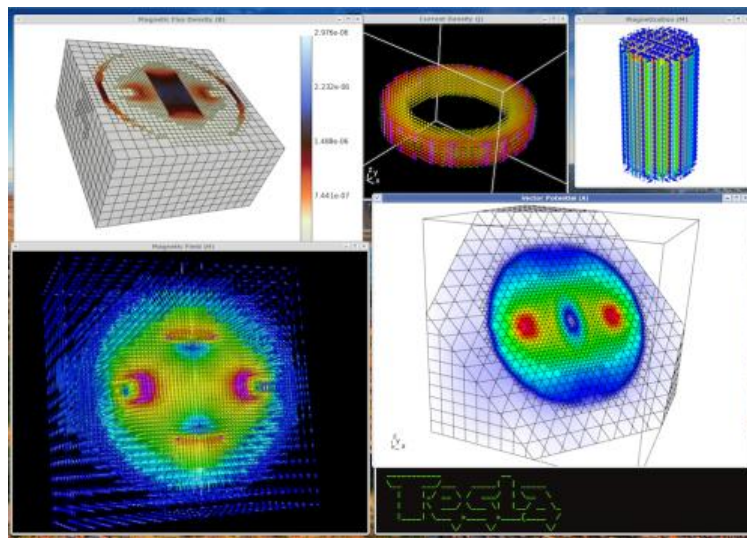 Magnetic Flux Density (B)
2.976e-06
2.232e-06
1.488e-06
7.441e-07
Current Density (J)
Magnetization (M)
Magnetic Field (H)
Vector Potential (A)
Tesla